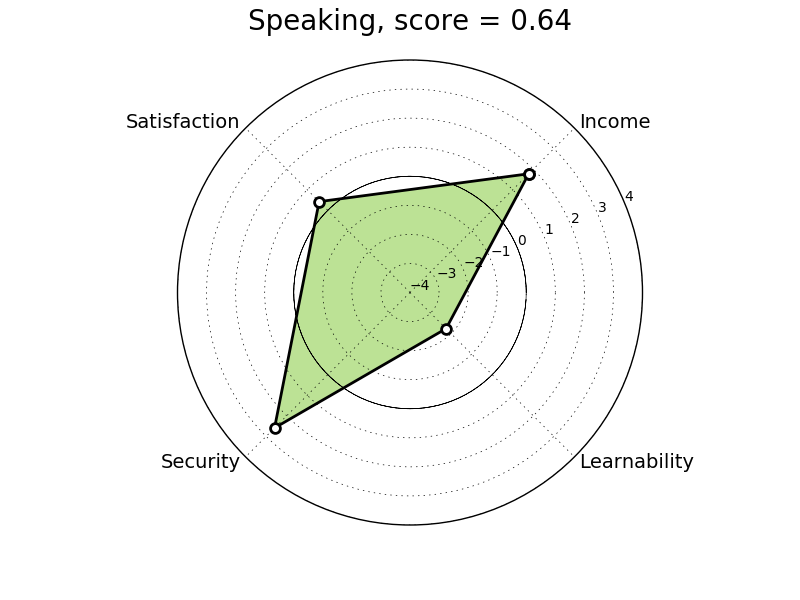 Speaking, score = 0.64
Satisfaction
Income
4
3
2
1
0
−1
−2
−3
−4
Security
Learnability